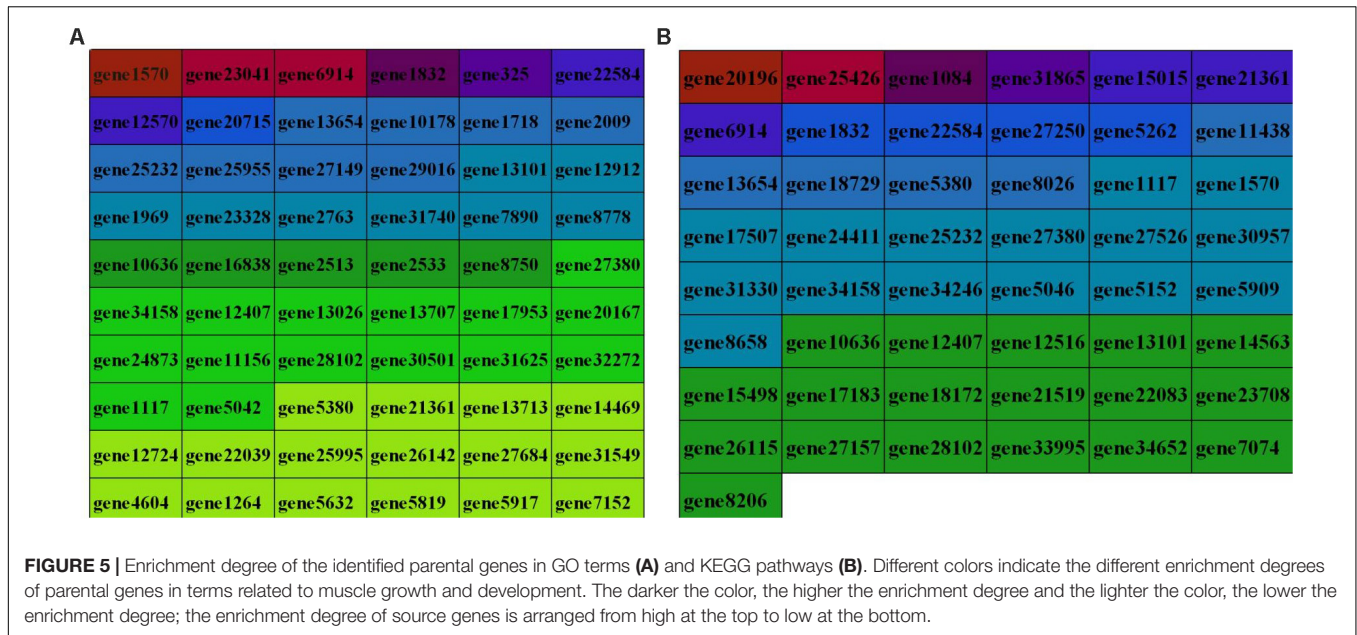 A
gene1570 gene23041 gene6914 gene1832 gene325 gene22584
gene12570 gene20715 gene13654 gene10178 gene1718 gene2009
gene25232 gene25955 gene27149 gene29016 gene13101 gene12912
gene1969 gene23328 gene2763 gene31740 gene7890 gene8778
gene10636 gene16838 gene2513 gene2533 gene8750 gene27380
gene34158 gene12407 gene13026 gene13707 gene17953 gene20167
gene24873 gene11156 gene28102 gene30501 gene31625 gene32272
gene1117 gene5042 gene5380 gene21361 gene13713 gene14469
gene12724 gene22039 gene25995 gene26142 gene27684 gene31549
gene4604 gene1264 gene5632 gene5819 gene5917 gene7152
B
gene20196 gene25426 gene1084 gene31865 gene15015 gene21361
gene6914 gene1832 gene22584 gene27250 gene5262 gene11438
gene13654 gene18729 gene5380 gene8026 gene1117 gene1570
gene17507 gene24411 gene25232 gene27380 gene27526 gene30957
gene31330 gene34158 gene34246 gene5046 gene5152 gene5909
gene8658 gene10636 gene12407 gene12516 gene13101 gene14563
gene15498 gene17183 gene18172 gene21519 gene22083 gene23708
gene26115 gene27157 gene28102 gene33995 gene34652 gene7074
gene8206
FIGURE 5 | Enrichment degree of the identified parental genes in GO terms (A) and KEGG pathways (B). Different colors indicate the different enrichment degrees
of parental genes in terms related to muscle growth and development. The darker the color, the higher the enrichment degree and the lighter the color, the lower the
enrichment degree; the enrichment degree of source genes is arranged from high at the top to low at the bottom.